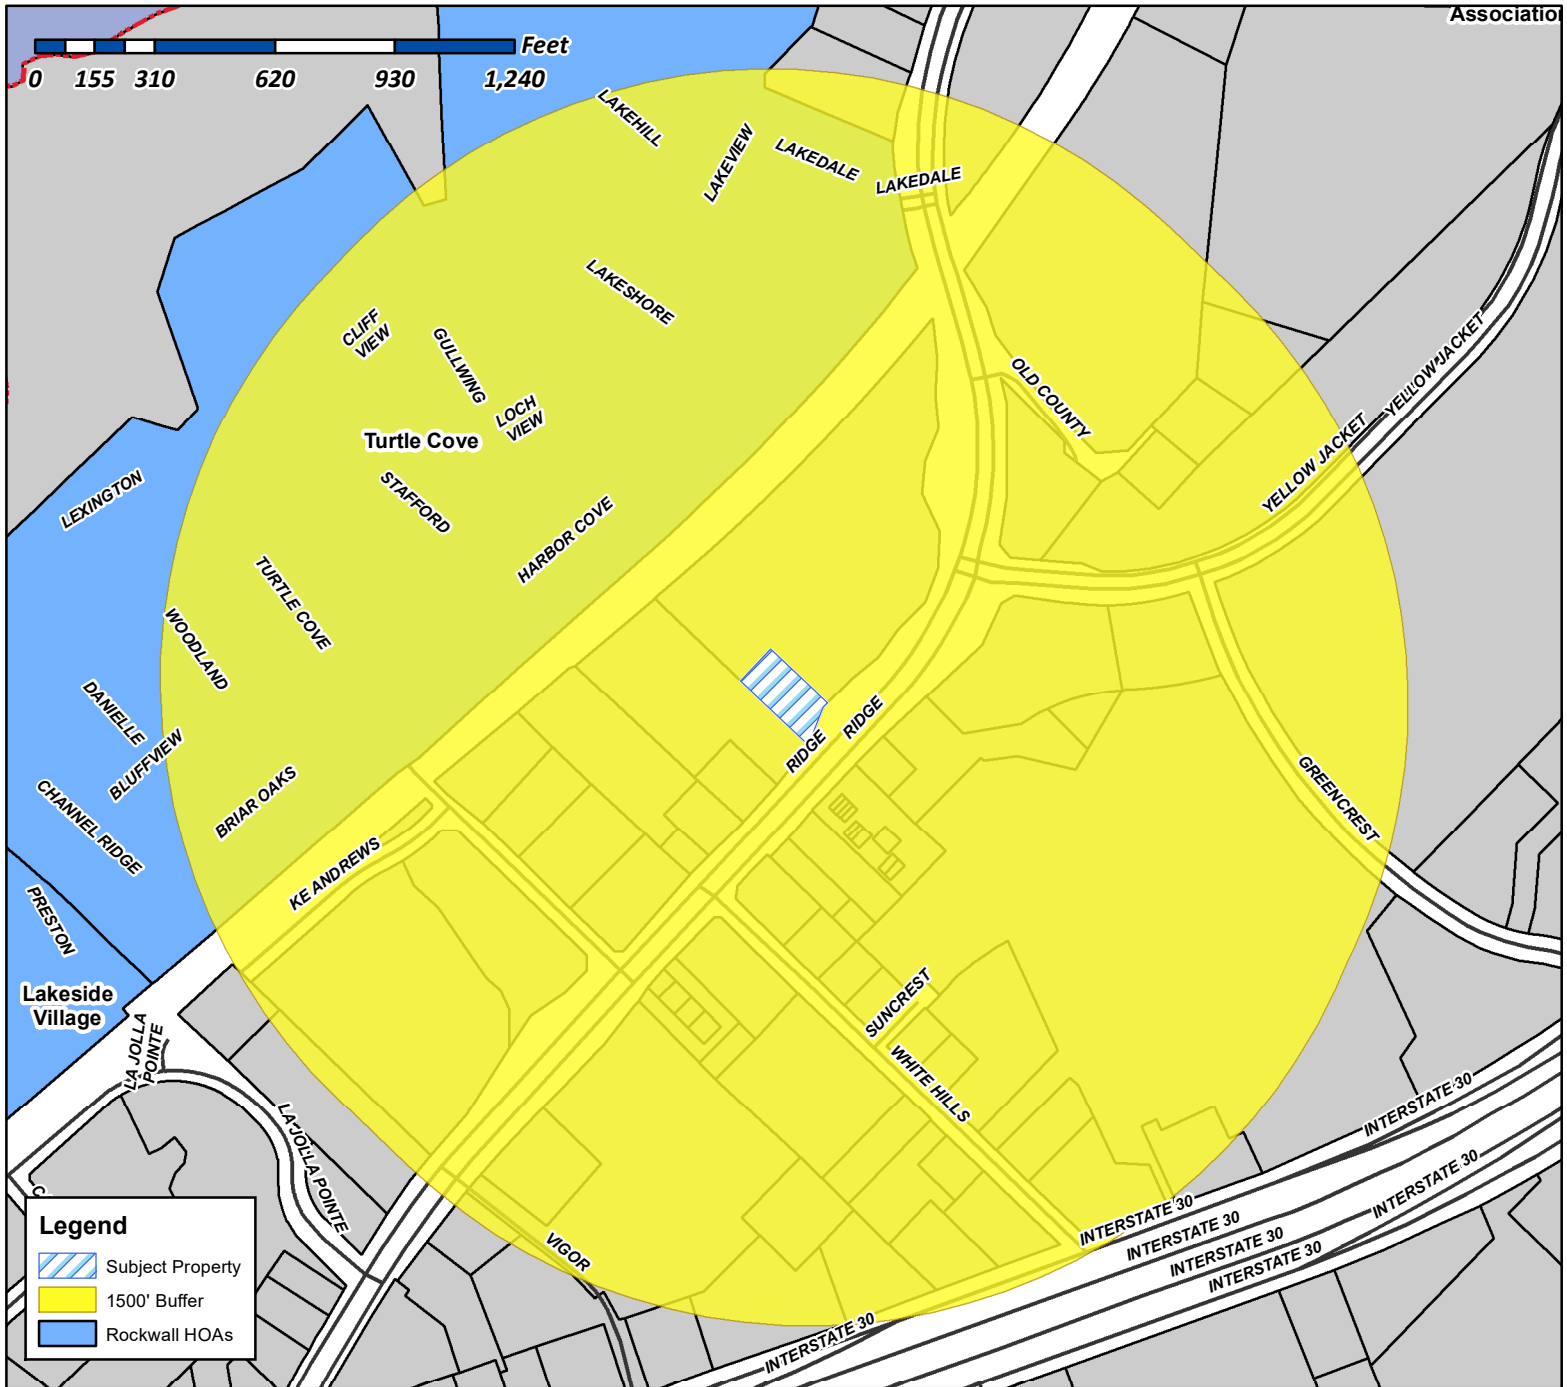 Association
Feet
0 155 310 620 930 1,240
LAKEHILL
LAKEVIEW
LAKEDALE
LAKEDALE
LAKESHORE
CLIFF
VIEW
GULLWING
LOCH
VIEW
Turtle Cove
OLD COUNTY
YELLOW JACKET
YELLOW JACKET
LEXINGTON
STAFFORD
HARBOR COVE
TURTLE COVE
WOODLAND
DANIELLE
BLUFFVIEW
BRIAR OAKS
CHANNEL RIDGE
RIDGE
RIDGE
GREENCREST
KE ANDREWS
PRESTON
Lakeside
Village
LA JOLLA
POINTE
LA JOLLA POINTE
SUNCREST
WHITE HILLS
INTERSTATE 30
INTERSTATE 30
INTERSTATE 30
INTERSTATE 30
INTERSTATE 30
INTERSTATE 30
INTERSTATE 30
VIGOR
Legend
Subject Property
1500' Buffer
Rockwall HOAs